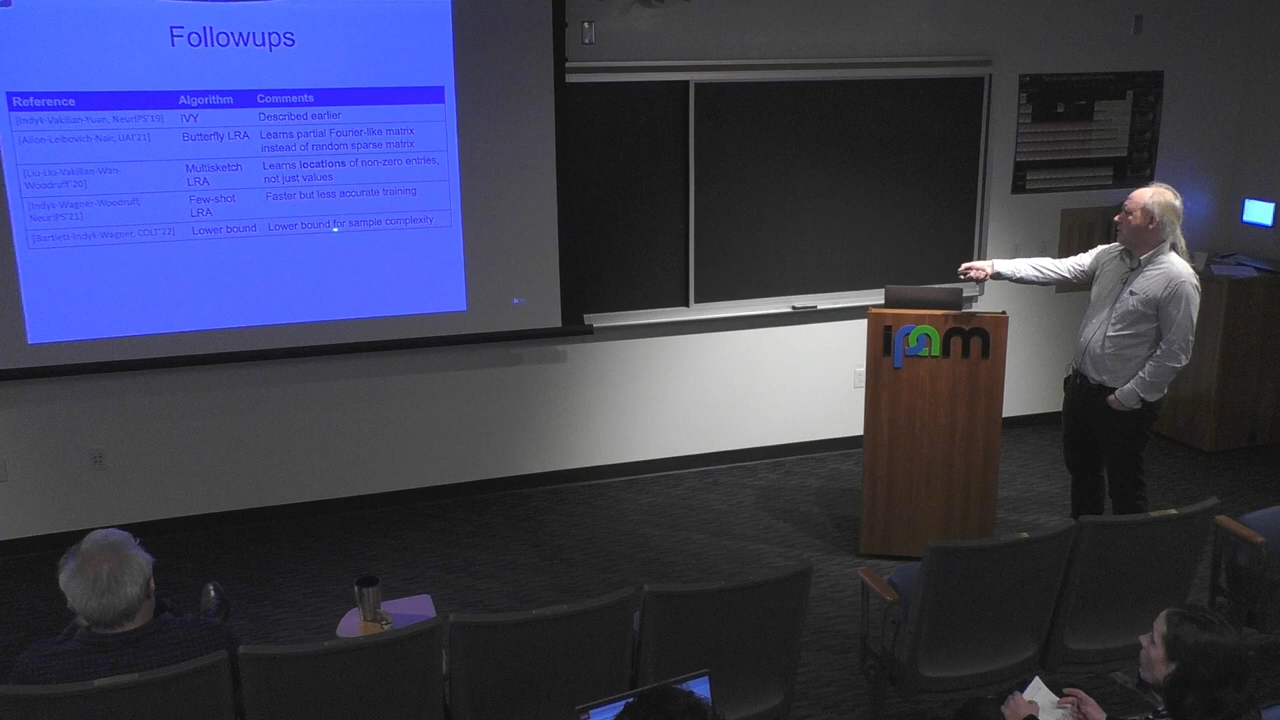 Followups
Reference Algorithm Comments
[Indyk-Vakilian-Yuan, NeurIPS'19] IVY Described earlier
[Ailon-Leibovich-Nair, UAI'21] Butterfly LRA Learns partial Fourier-like matrix
instead of random sparse matrix
[Liu-Liu-Vakilian-Wan-
Woodruff'20] Multisketch
LRA Learns locations of non-zero entries,
not just values
[Indyk-Wagner-Woodruff,
NeurIPS'21] Few-shot
LRA Faster but less accurate training
[Bartlett-Indyk-Wagner, COLT'22] Lower bound Lower bound for sample complexity
ipam